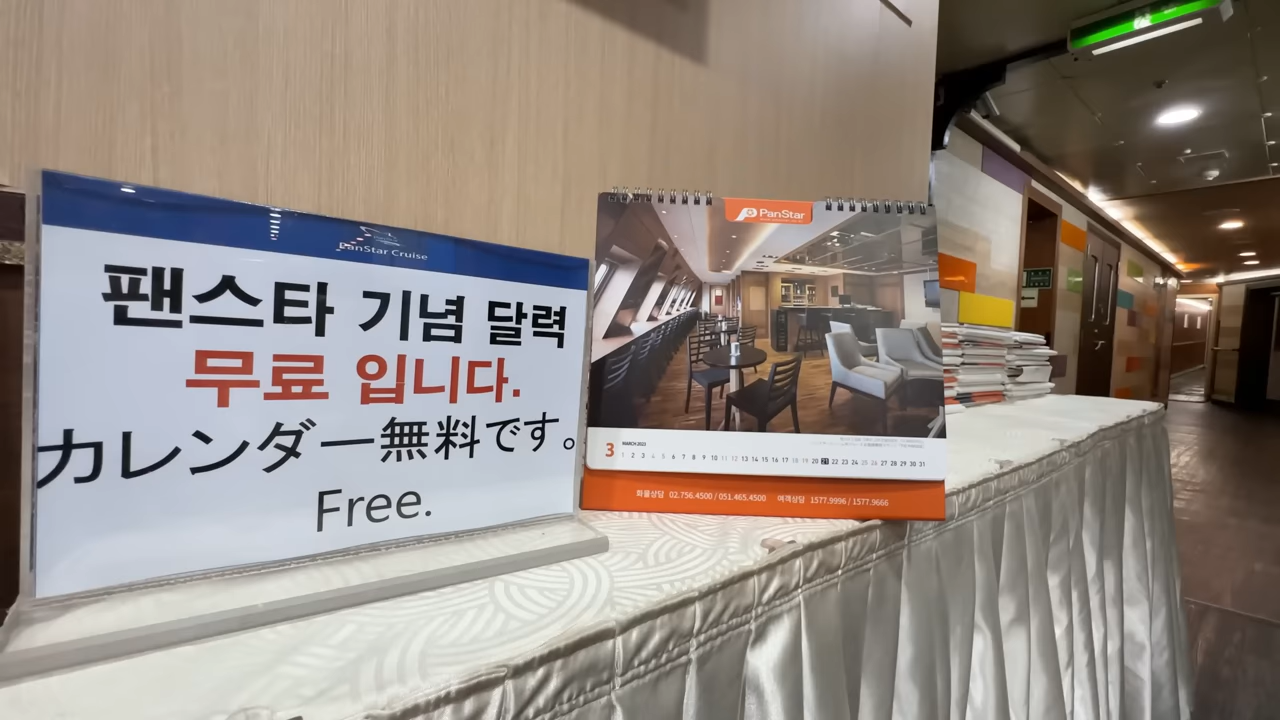 PanStar Cruise
팬스타 기념 달력
무료 입니다.
カレンダー無料です。
Free.
PanStar
3 MARCH 2023
1 2 3 4 5 6 7 8 9 10 11 12 13 14 15 16 17 18 19 20 21 22 23 24 25 26 27 28 29 30 31
화물상담 02.756.4500 / 051.465.4500 여객상담 1577.9996 / 1577.9666